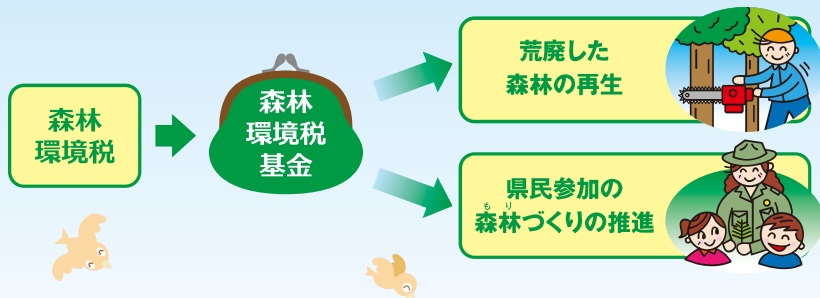 森林
環境税
森林
環境税
基金
荒廃した
森林の再生
県民参加の
もり
森林づくりの推進